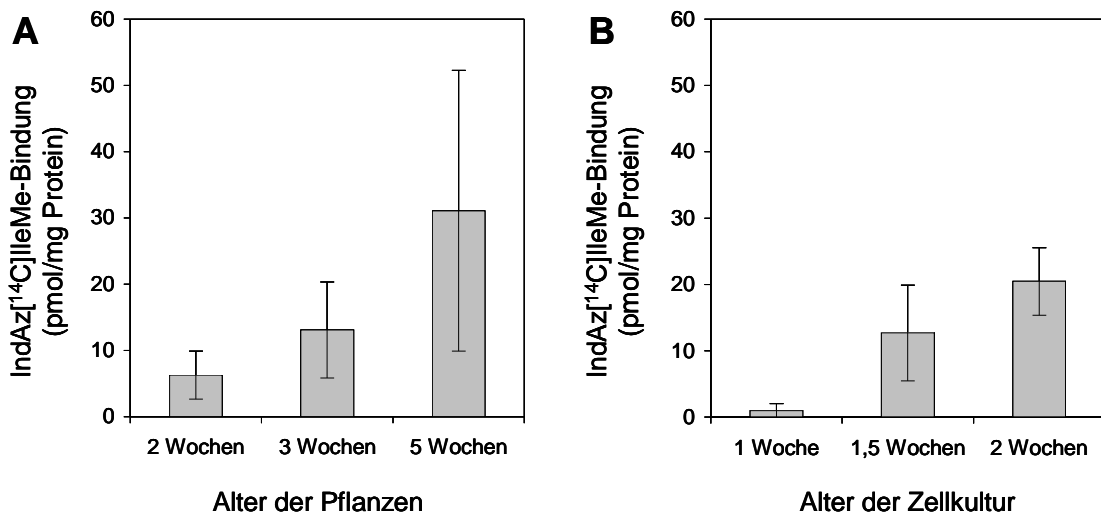 A
IndAz[¹⁴C]IleMe-Bindung
(pmol/mg Protein)
60
50
40
30
20
10
0
2 Wochen 3 Wochen 5 Wochen
Alter der Pflanzen
B
IndAz[¹⁴C]IleMe-Bindung
(pmol/mg Protein)
60
50
40
30
20
10
0
1 Woche 1,5 Wochen 2 Wochen
Alter der Zellkultur